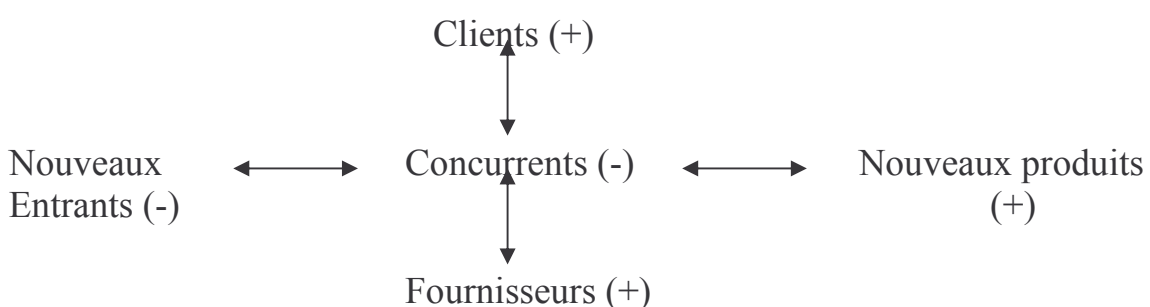 Clients (+)
Nouveaux
Entrants (-)
Concurrents (-)
Nouveaux produits
(+)
Fournisseurs (+)